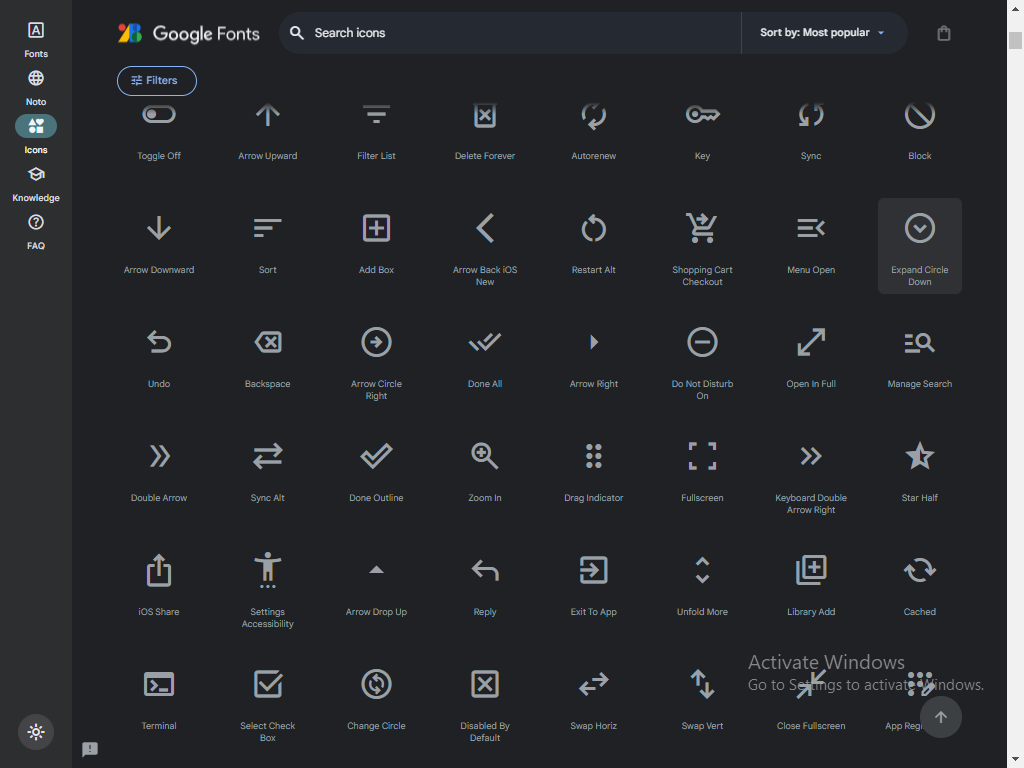 Google Fonts
Search icons
Sort by: Most popular
Fonts
Noto
Icons
Knowledge
FAQ
Filters
Toggle Off
Arrow Upward
Filter List
Delete Forever
Autorenew
Key
Sync
Block
Arrow Downward
Sort
Add Box
Arrow Back iOS
New
Restart Alt
Shopping Cart
Checkout
Menu Open
Expand Circle
Down
Undo
Backspace
Arrow Circle
Right
Done All
Arrow Right
Do Not Disturb
On
Open In Full
Manage Search
Double Arrow
Sync Alt
Done Outline
Zoom In
Drag Indicator
Fullscreen
Keyboard Double
Arrow Right
Star Half
iOS Share
Settings
Accessibility
Arrow Drop Up
Reply
Exit To App
Unfold More
Library Add
Cached
Terminal
Select Check
Box
Change Circle
Disabled By
Default
Swap Horiz
Swap Vert
Close Fullscreen
App
Activate Windows
Go to Settings to activate Windows.